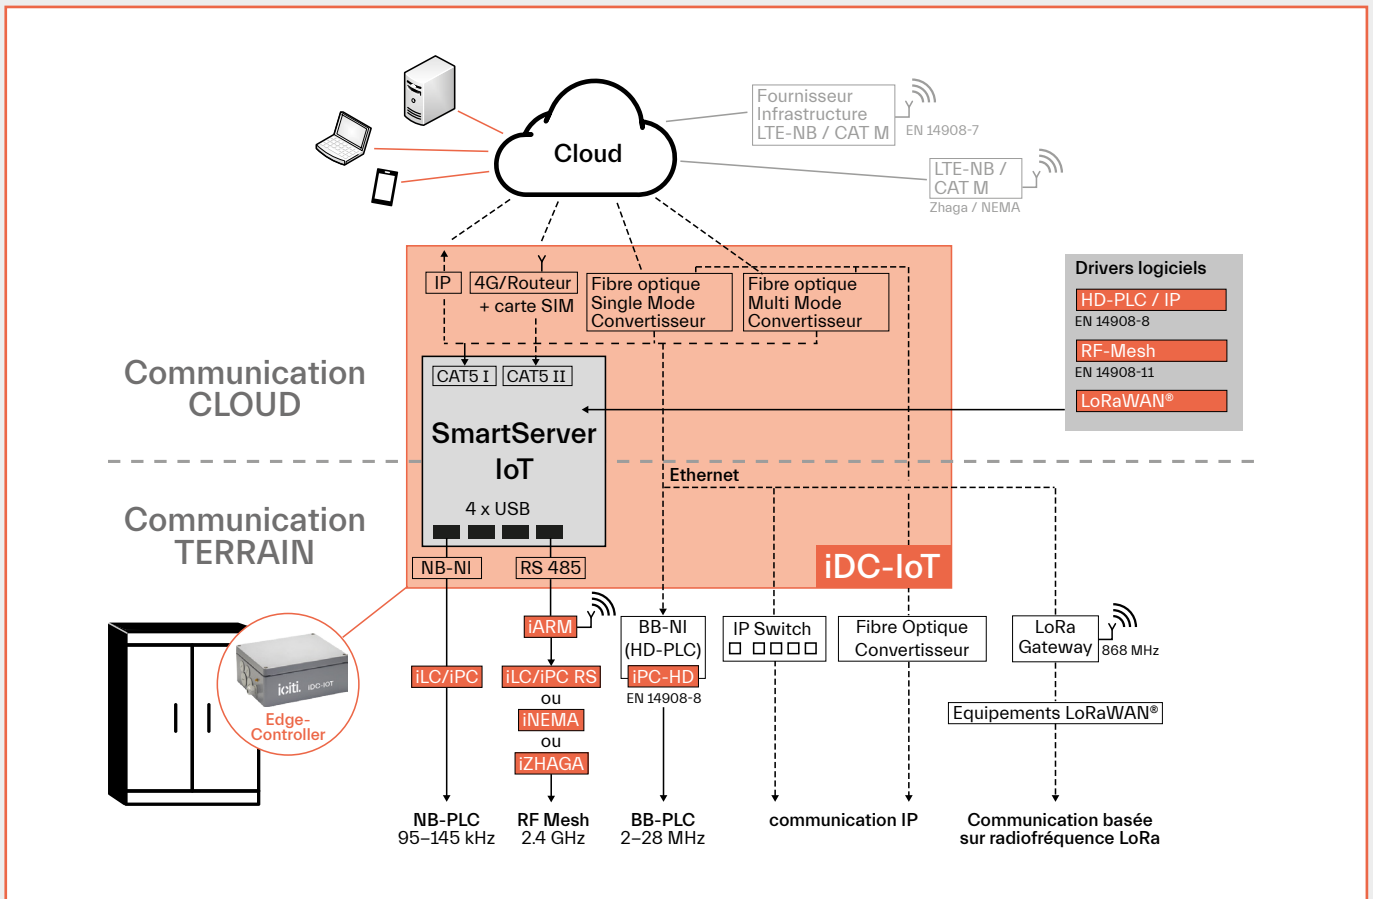 Cloud
Fournisseur
Infrastructure
LTE-NB / CAT M
EN 14908-7
LTE-NB /
CAT M
Zhaga / NEMA
IP
4G/Routeur
+ carte SIM
Fibre optique
Single Mode
Convertisseur
Fibre optique
Multi Mode
Convertisseur
Drivers logiciels
HD-PLC / IP
EN 14908-8
RF-Mesh
EN 14908-11
LoRaWAN®
Communication
CLOUD
CAT5 I
CAT5 II
SmartServer
IoT
4 x USB
Ethernet
Communication
TERRAIN
NB-NI
RS 485
iDC-IoT
iARM
BB-NI
(HD-PLC)
iPC-HD
EN 14908-8
IP Switch
Fibre Optique
Convertisseur
LoRa
Gateway
868 MHz
iLC/iPC
iLC/iPC RS
ou
iNEMA
ou
iZHAGA
Equipements LoRaWAN®
iciti. iDC-IOT
Edge-
Controller
NB-PLC
95–145 kHz
RF Mesh
2.4 GHz
BB-PLC
2–28 MHz
communication IP
Communication basée
sur radiofréquence LoRa